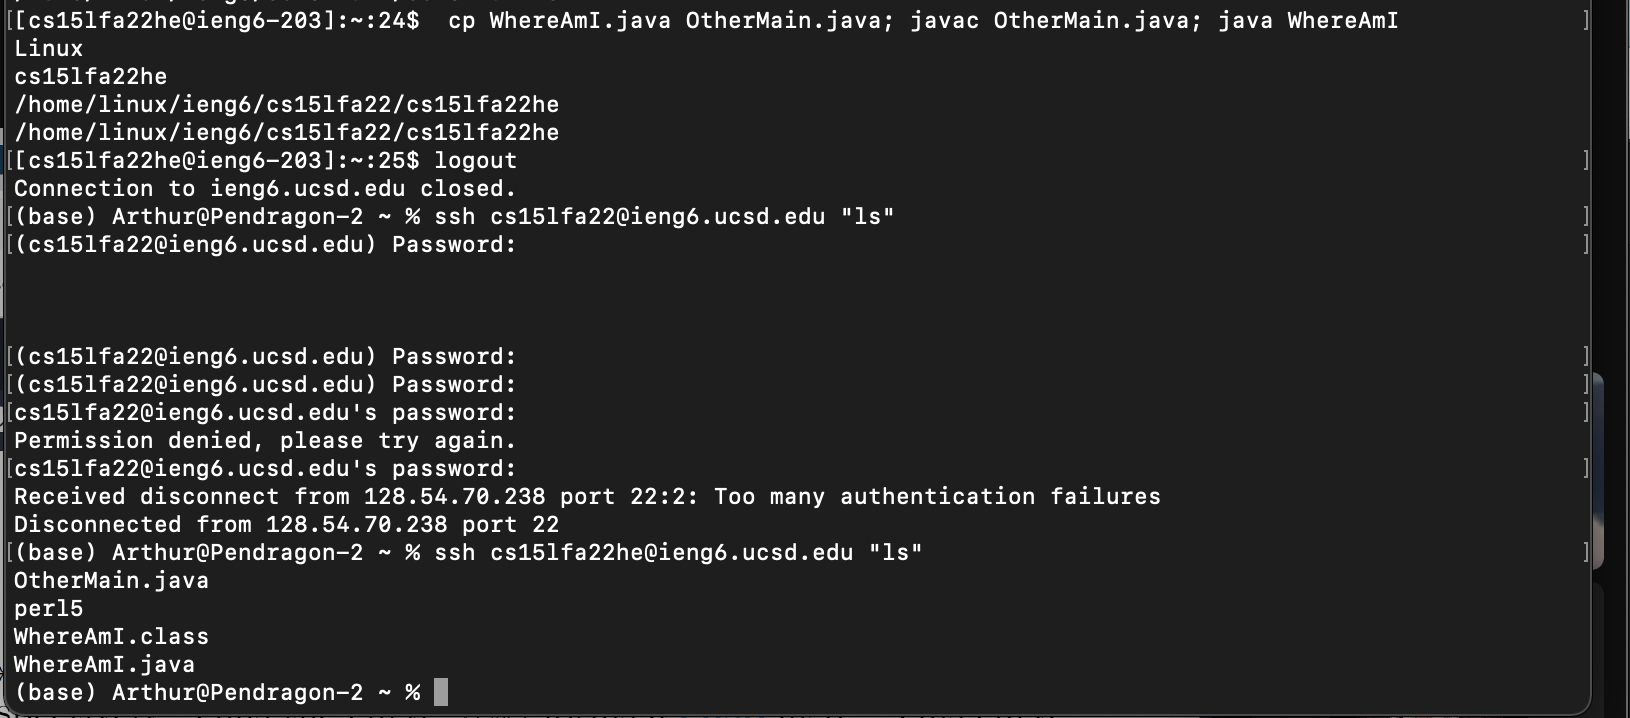 [[cs15lfa22he@ieng6-203]:~:24$  cp WhereAmI.java OtherMain.java; javac OtherMain.java; java WhereAmI ]
Linux
cs15lfa22he
/home/linux/ieng6/cs15lfa22/cs15lfa22he
/home/linux/ieng6/cs15lfa22/cs15lfa22he
[[cs15lfa22he@ieng6-203]:~:25$ logout ]
Connection to ieng6.ucsd.edu closed.
[(base) Arthur@Pendragon-2 ~ % ssh cs15lfa22@ieng6.ucsd.edu "ls" ]
[(cs15lfa22@ieng6.ucsd.edu) Password: ]
[(cs15lfa22@ieng6.ucsd.edu) Password: ]
[(cs15lfa22@ieng6.ucsd.edu) Password: ]
[cs15lfa22@ieng6.ucsd.edu's password: ]
Permission denied, please try again.
[cs15lfa22@ieng6.ucsd.edu's password: ]
Received disconnect from 128.54.70.238 port 22:2: Too many authentication failures
Disconnected from 128.54.70.238 port 22
[(base) Arthur@Pendragon-2 ~ % ssh cs15lfa22he@ieng6.ucsd.edu "ls" ]
OtherMain.java
perl5
WhereAmI.class
WhereAmI.java
(base) Arthur@Pendragon-2 ~ %